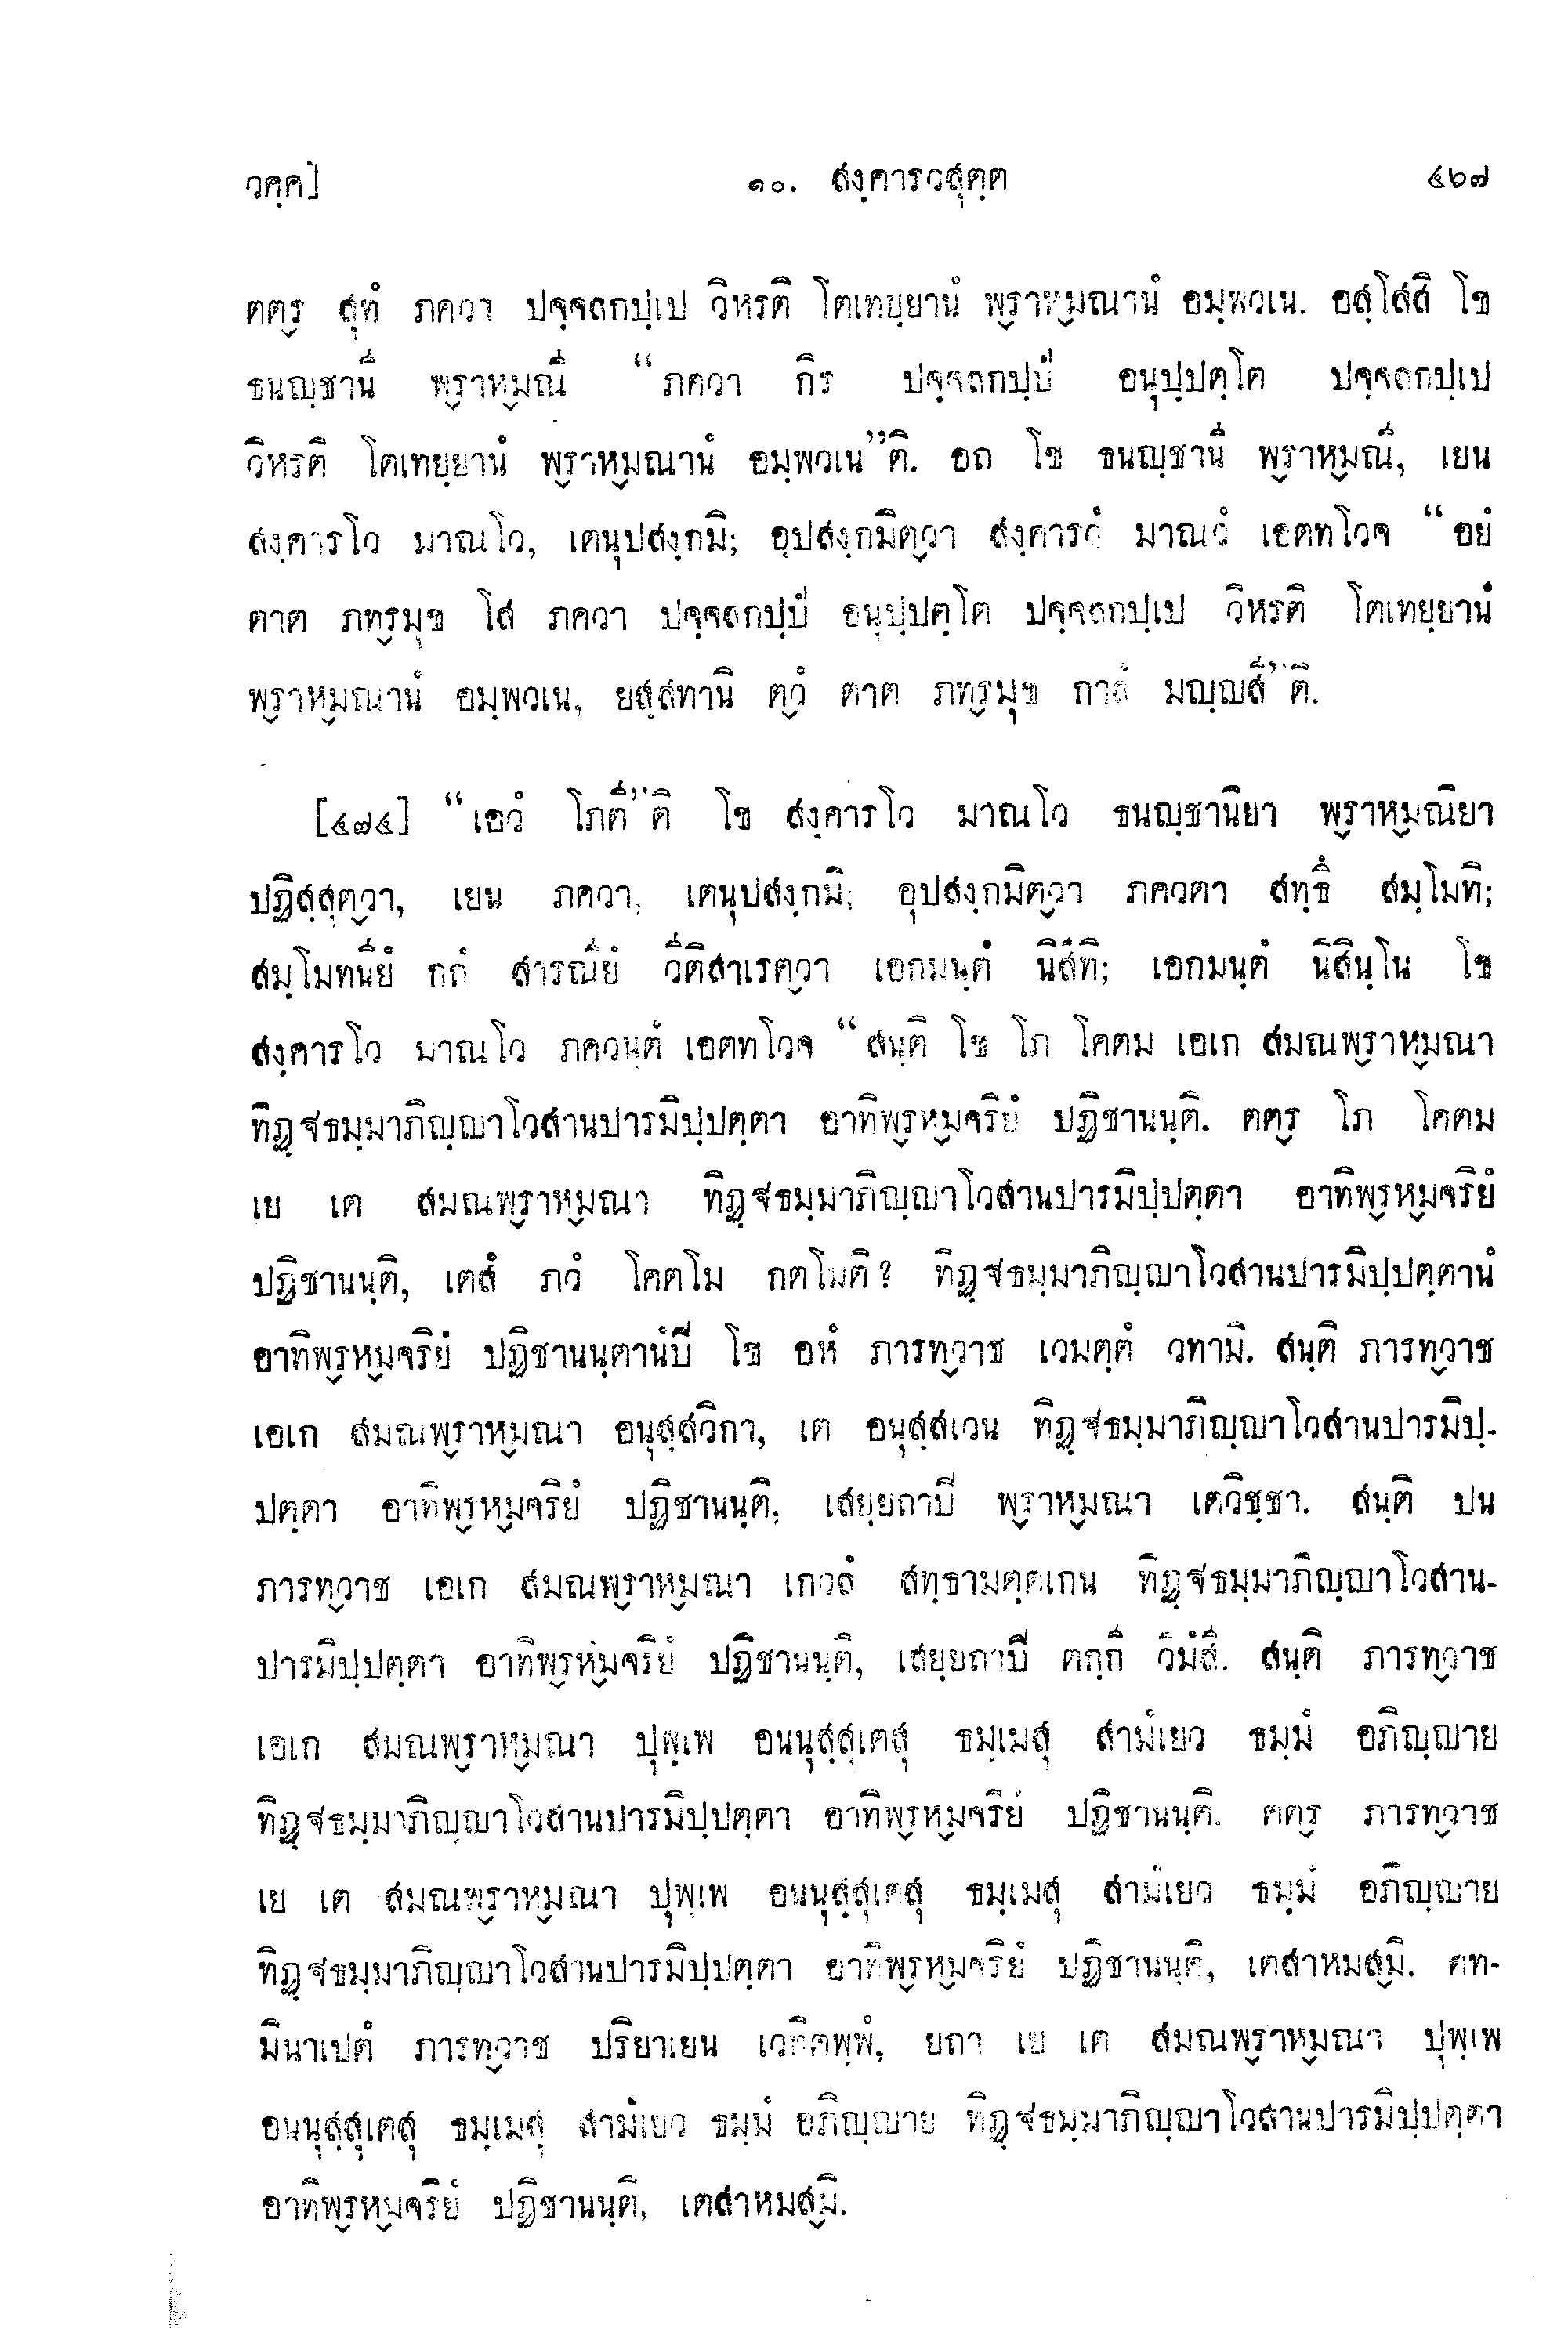 วคฺค] ๑๐. สงฺคารวสุตฺต ๔๖๗
ตต๎ร สุทํ ภควา ปจฺจลกปฺเป วิหรติ โตเทยฺยานํ พ๎ราห๎มณานํ อมฺพวเน. อสฺโสสิ โข
ธนญฺชานี พ๎ราห๎มณี “ภควา กิร ปจฺจลกปฺปํ อนุปฺปตฺโต ปจฺจลกปฺเป
วิหรติ โตเทยฺยานํ พ๎ราห๎มณานํ อมฺพวเน”ติ. อถ โข ธนญฺชานี พ๎ราห๎มณี, เยน
สงฺคารโว มาณโว, เตนุปสงฺกมิ; อุปสงฺกมิต๎วา สงฺคารวํ มาณวํ เอตทโวจ “อยํ
ตาต ภท๎รมุข โส ภควา ปจฺจลกปฺปํ อนุปฺปตฺโต ปจฺจลกปฺเป วิหรติ โตเทยฺยานํ
พ๎ราห๎มณานํ อมฺพวเน, ยสฺสทานิ ต๎วํ ตาต ภท๎รมุข กาลํ มญฺญสี”ติ.
[๔๗๔] “เอวํ โภตี”ติ โข สงฺคารโว มาณโว ธนญฺชานิยา พ๎ราห๎มณิยา
ปฏิสฺสุต๎วา, เยน ภควา, เตนุปสงฺกมิ; อุปสงฺกมิต๎วา ภควตา สทฺธึ สมฺโมทิ;
สมฺโมทนียํ กถํ สารณียํ วีติสาเรต๎วา เอกมนฺตํ นิสีทิ; เอกมนฺตํ นิสินฺโน โข
สงฺคารโว มาณโว ภควนฺตํ เอตทโวจ “สนฺติ โข โภ โคตม เอเก สมณพ๎ราห๎มณา
ทิฏฺฐธมฺมาภิญฺญาโวสานปารมิปฺปตฺตา อาทิพ๎รห๎มจริยํ ปฏิชานนฺติ. ตต๎ร โภ โคตม
เย เต สมณพ๎ราห๎มณา ทิฏฺฐธมฺมาภิญฺญาโวสานปารมิปฺปตฺตา อาทิพ๎รห๎มจริยํ
ปฏิชานนฺติ, เตสํ ภวํ โคตโม กตโมติ? ทิฏฺฐธมฺมาภิญฺญาโวสานปารมิปฺปตฺตานํ
อาทิพ๎รห๎มจริยํ ปฏิชานนฺตานํปิ โข อหํ ภารท๎วาช เวมตฺตํ วทามิ. สนฺติ ภารท๎วาช
เอเก สมณพ๎ราห๎มณา อนุสฺสวิกา, เต อนุสฺสเวน ทิฏฺฐธมฺมาภิญฺญาโวสานปารมิปฺ-
ปตฺตา อาทิพ๎รห๎มจริยํ ปฏิชานนฺติ, เสยฺยถาปิ พ๎ราห๎มณา เตวิชฺชา. สนฺติ ปน
ภารท๎วาช เอเก สมณพ๎ราห๎มณา เกวลํ สทฺธามตฺตเกน ทิฏฺฐธมฺมาภิญฺญาโวสาน-
ปารมิปฺปตฺตา อาทิพ๎รห๎มจริยํ ปฏิชานนฺติ, เสยฺยถาปิ ตกฺกี วิมํสี. สนฺติ ภารท๎วาช
เอเก สมณพ๎ราห๎มณา ปุพฺเพ อนนุสฺสุเตสุ ธมฺเมสุ สามํเยว ธมฺมํ อภิญฺญาย
ทิฏฺฐธมฺมาภิญฺญาโวสานปารมิปฺปตฺตา อาทิพ๎รห๎มจริยํ ปฏิชานนฺติ. ตต๎ร ภารท๎วาช
เย เต สมณพ๎ราห๎มณา ปุพฺเพ อนนุสฺสุเตสุ ธมฺเมสุ สามํเยว ธมฺมํ อภิญฺญาย
ทิฏฺฐธมฺมาภิญฺญาโวสานปารมิปฺปตฺตา อาทิพ๎รห๎มจริยํ ปฏิชานนฺติ, เตสาหมส๎มิ. ตท-
มินาเปตํ ภารท๎วาช ปริยาเยน เวทิตพฺพํ, ยถา เย เต สมณพ๎ราห๎มณา ปุพฺเพ
อนนุสฺสุเตสุ ธมฺเมสุ สามํเยว ธมฺมํ อภิญฺญาย ทิฏฺฐธมฺมาภิญฺญาโวสานปารมิปฺปตฺตา
อาทิพ๎รห๎มจริยํ ปฏิชานนฺติ, เตสาหมส๎มิ.